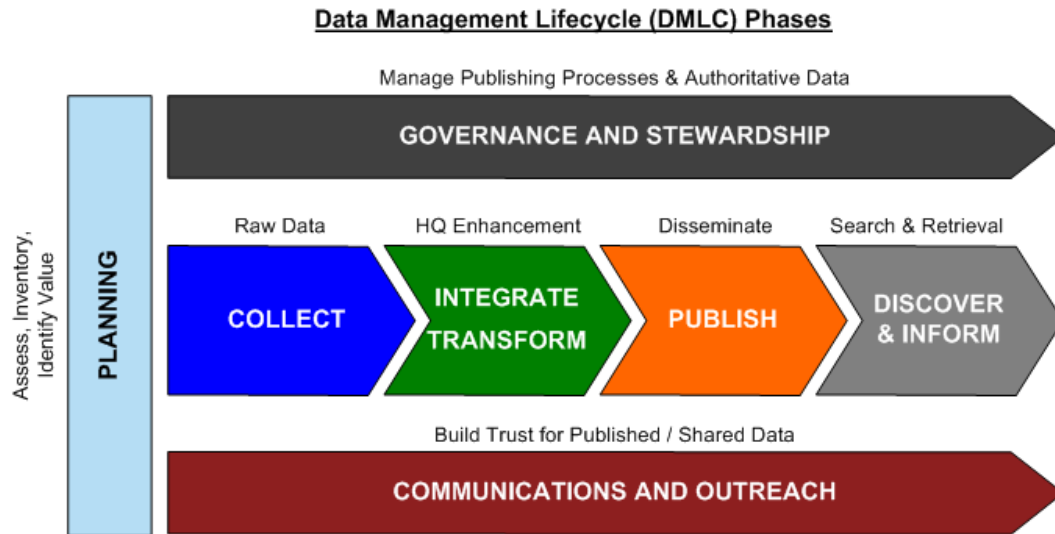 Data Management Lifecycle (DMLC) Phases
Manage Publishing Processes & Authoritative Data
GOVERNANCE AND STEWARDSHIP
Assess, Inventory,
Identify Value
PLANNING
Raw Data
COLLECT
HQ Enhancement
INTEGRATE
TRANSFORM
Disseminate
PUBLISH
Search & Retrieval
DISCOVER
& INFORM
Build Trust for Published / Shared Data
COMMUNICATIONS AND OUTREACH